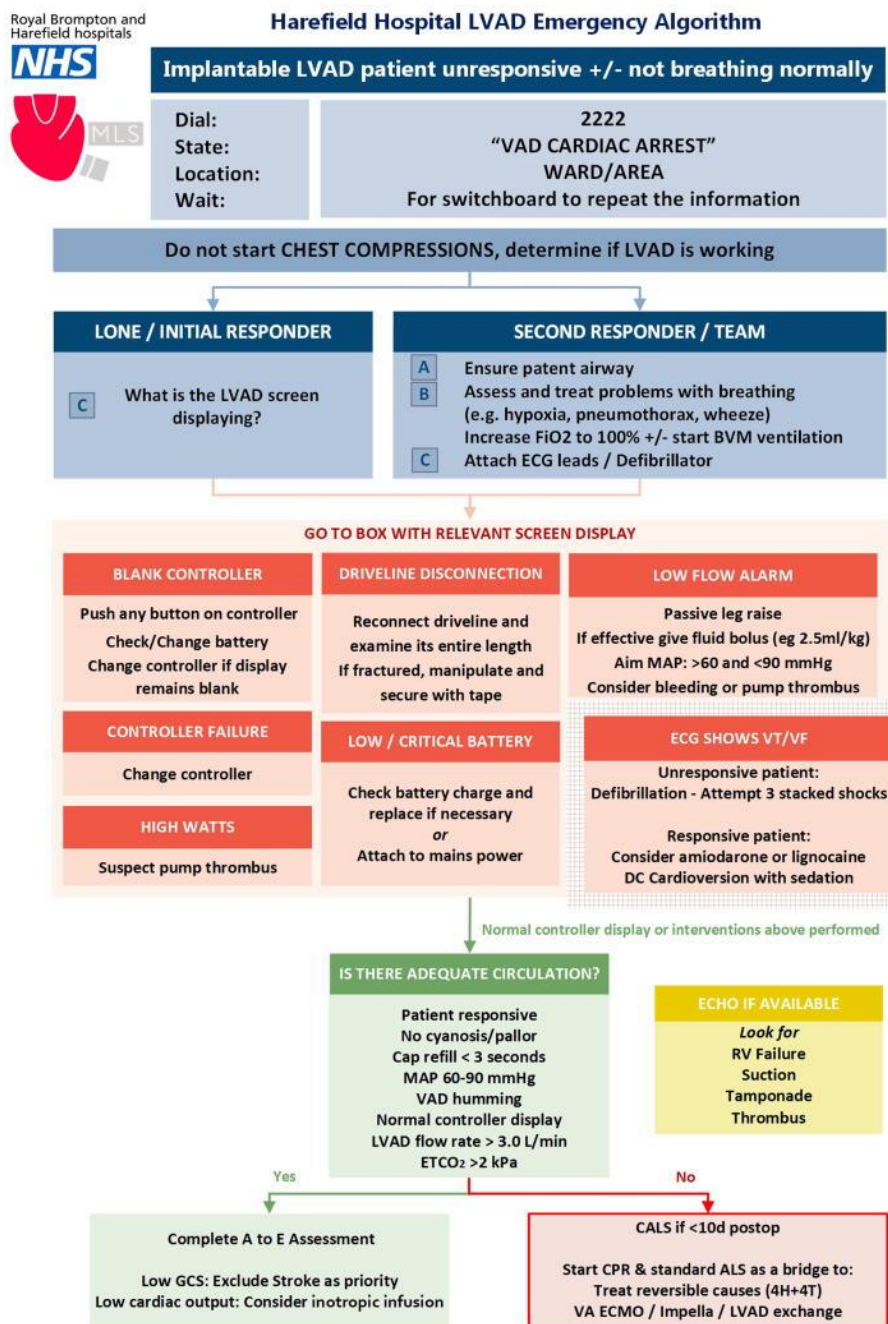 Royal Brompton and
Harefield hospitals
NHS
MLS
Harefield Hospital LVAD Emergency Algorithm
Implantable LVAD patient unresponsive +/- not breathing normally
Dial: 2222
State: “VAD CARDIAC ARREST”
Location: WARD/AREA
Wait: For switchboard to repeat the information
Do not start CHEST COMPRESSIONS, determine if LVAD is working
LONE / INITIAL RESPONDER
C What is the LVAD screen
displaying?
SECOND RESPONDER / TEAM
A Ensure patent airway
B Assess and treat problems with breathing
(e.g. hypoxia, pneumothorax, wheeze)
Increase FiO2 to 100% +/- start BVM ventilation
C Attach ECG leads / Defibrillator
GO TO BOX WITH RELEVANT SCREEN DISPLAY
BLANK CONTROLLER
Push any button on controller
Check/Change battery
Change controller if display
remains blank
CONTROLLER FAILURE
Change controller
HIGH WATTS
Suspect pump thrombus
DRIVELINE DISCONNECTION
Reconnect driveline and
examine its entire length
If fractured, manipulate and
secure with tape
LOW / CRITICAL BATTERY
Check battery charge and
replace if necessary
or
Attach to mains power
LOW FLOW ALARM
Passive leg raise
If effective give fluid bolus (eg 2.5ml/kg)
Aim MAP: >60 and <90 mmHg
Consider bleeding or pump thrombus
ECG SHOWS VT/VF
Unresponsive patient:
Defibrillation - Attempt 3 stacked shocks
Responsive patient:
Consider amiodarone or lignocaine
DC Cardioversion with sedation
Normal controller display or interventions above performed
IS THERE ADEQUATE CIRCULATION?
Patient responsive
No cyanosis/pallor
Cap refill < 3 seconds
MAP 60-90 mmHg
VAD humming
Normal controller display
LVAD flow rate > 3.0 L/min
ETCO2 >2 kPa
ECHO IF AVAILABLE
Look for
RV Failure
Suction
Tamponade
Thrombus
Yes
No
Complete A to E Assessment
Low GCS: Exclude Stroke as priority
Low cardiac output: Consider inotropic infusion
CALS if <10d postop
Start CPR & standard ALS as a bridge to:
Treat reversible causes (4H+4T)
VA ECMO / Impella / LVAD exchange